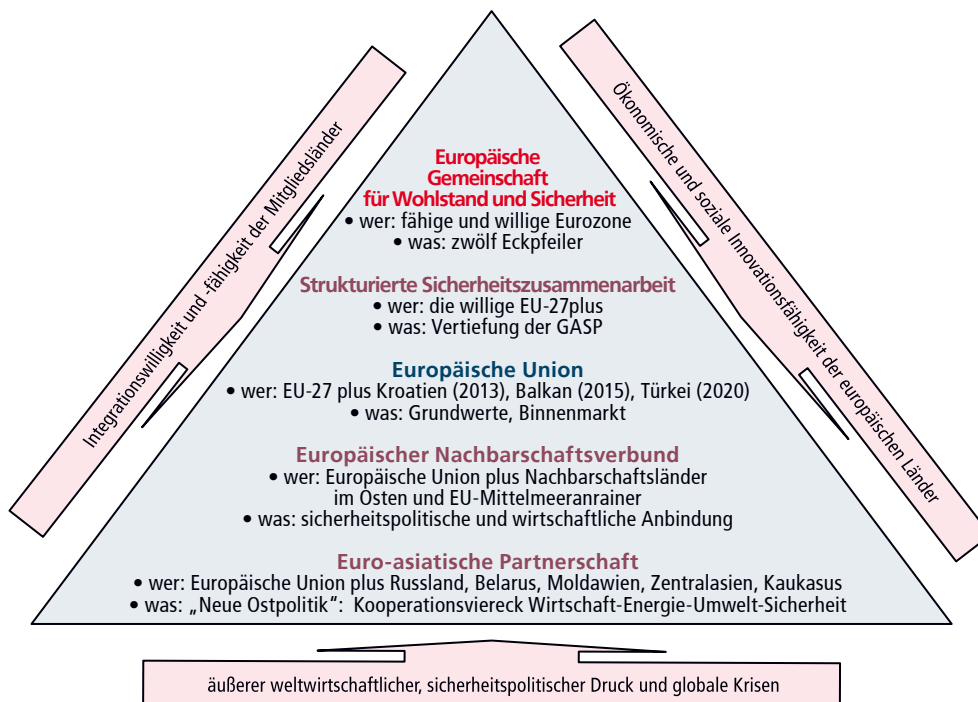 Integrationswilligkeit und -fähigkeit der Mitgliedsländer
Ökonomische und soziale Innovationsfähigkeit der europäischen Länder
Europäische
Gemeinschaft
für Wohlstand und Sicherheit
• wer: fähige und willige Eurozone
• was: zwölf Eckpfeiler
Strukturierte Sicherheitszusammenarbeit
• wer: die willige EU-27plus
• was: Vertiefung der GASP
Europäische Union
• wer: EU-27 plus Kroatien (2013), Balkan (2015), Türkei (2020)
• was: Grundwerte, Binnenmarkt
Europäischer Nachbarschaftsverbund
• wer: Europäische Union plus Nachbarschaftsländer
im Osten und EU-Mittelmeeranrainer
• was: sicherheitspolitische und wirtschaftliche Anbindung
Euro-asiatische Partnerschaft
• wer: Europäische Union plus Russland, Belarus, Moldawien, Zentralasien, Kaukasus
• was: „Neue Ostpolitik“: Kooperationsviereck Wirtschaft-Energie-Umwelt-Sicherheit
äußerer weltwirtschaftlicher, sicherheitspolitischer Druck und globale Krisen